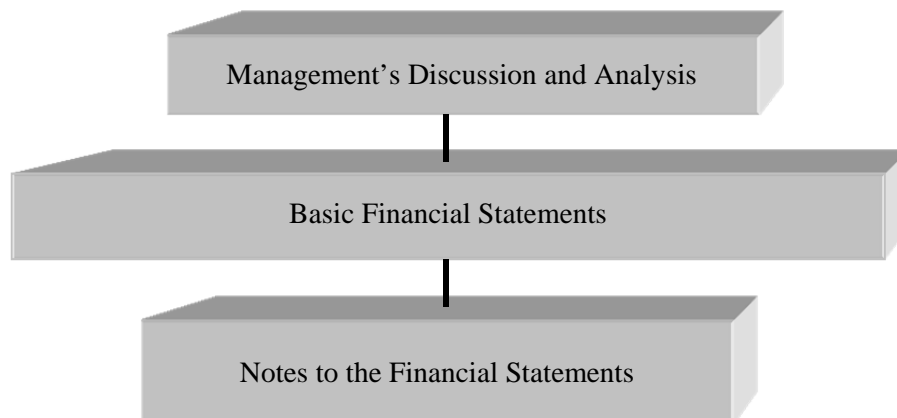 Management’s Discussion and Analysis
Basic Financial Statements
Notes to the Financial Statements